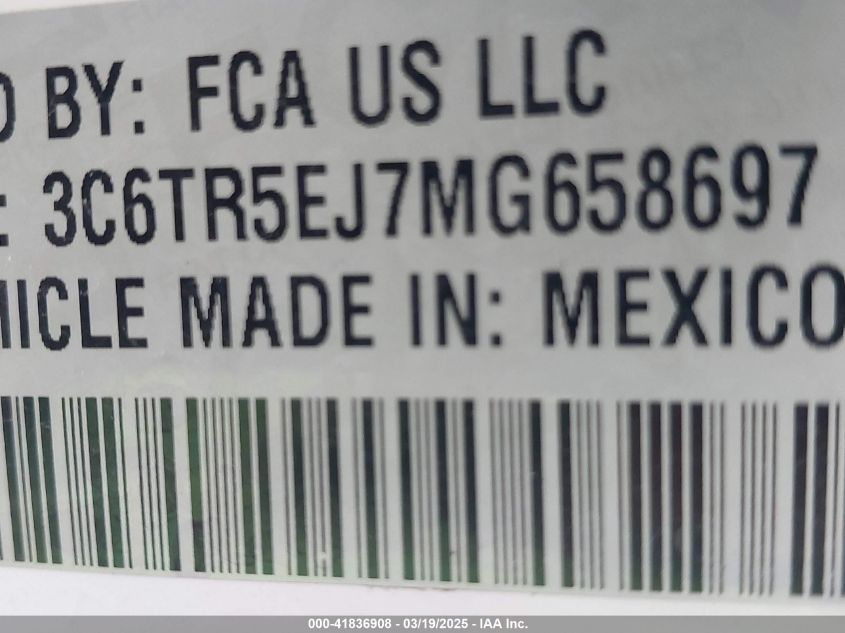 BY: FCA US LLC
: 3C6TR5EJ7MG658697
HICLE MADE IN: MEXICO
000-41836908 - 03/19/2025 - IAA Inc.